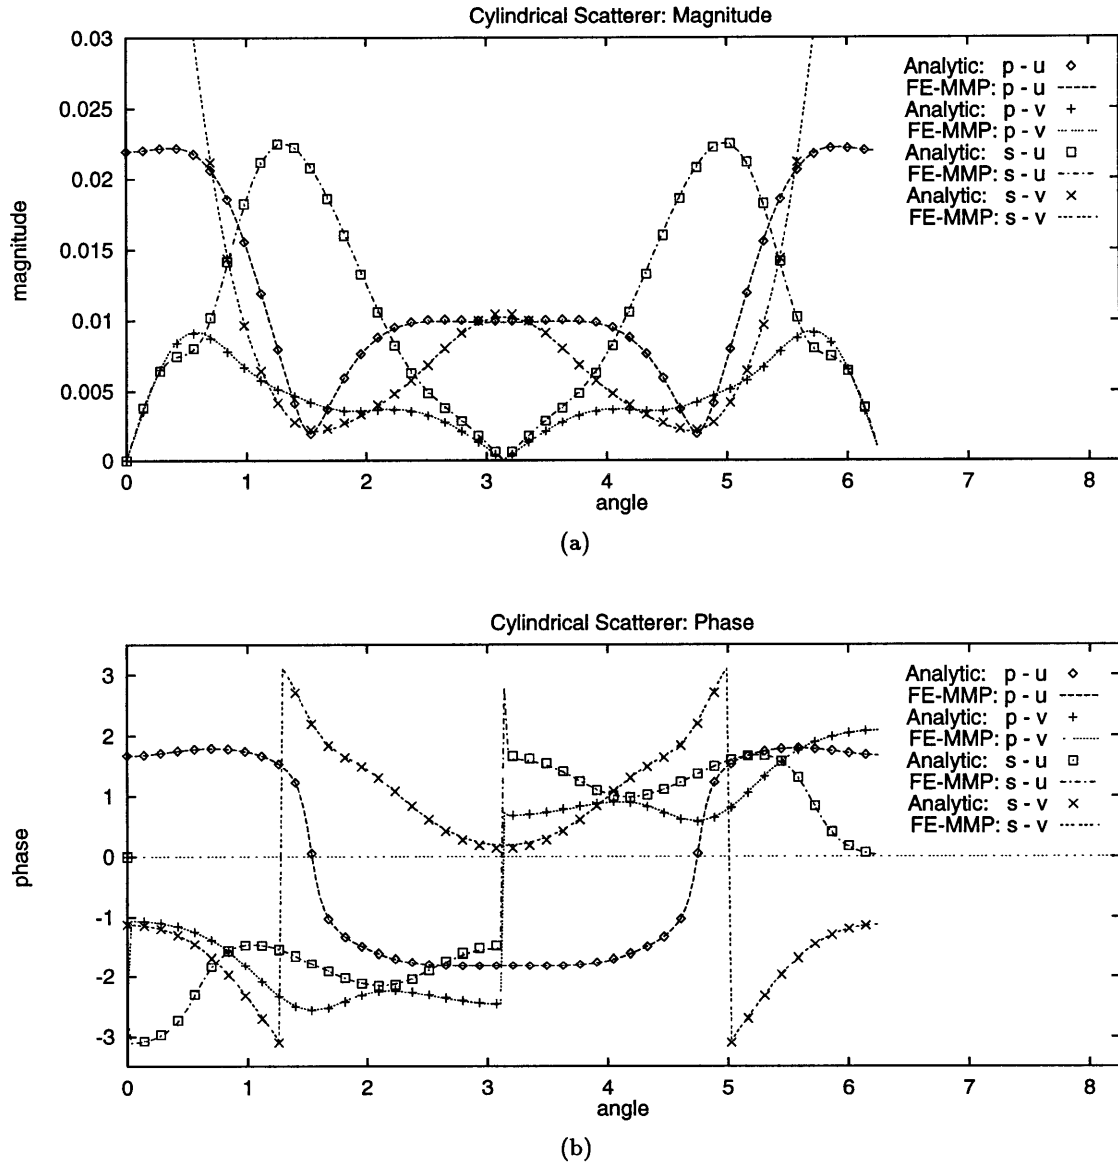 Cylindrical Scatterer: Magnitude
0.03
0.025
0.02
0.015
0.01
0.005
0
magnitude
Analytic: p - u
FE-MMP: p - u
Analytic: p - v
FE-MMP: p - v
Analytic: s - u
FE-MMP: s - u
Analytic: s - v
FE-MMP: s - v
0 1 2 3 4 5 6 7 8
angle
(a)
Cylindrical Scatterer: Phase
3
2
1
0
-1
-2
-3
phase
Analytic: p - u
FE-MMP: p - u
Analytic: p - v
FE-MMP: p - v
Analytic: s - u
FE-MMP: s - u
Analytic: s - v
FE-MMP: s - v
0 1 2 3 4 5 6 7 8
angle
(b)